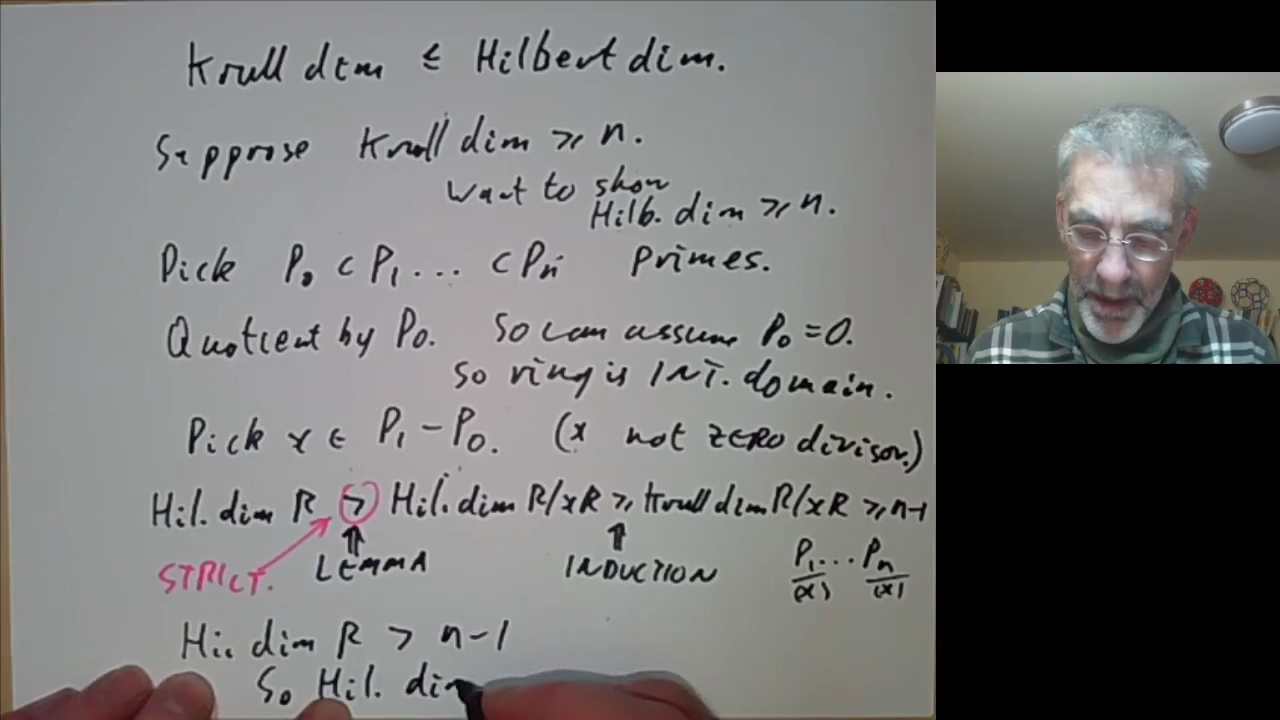 Krull dim ≤ Hilbert dim.
Suppose Krull dim ⩾ n.
Want to show
Hilb. dim ⩾ n.
Pick P₀ ⊂ P₁ ... ⊂ Pₙ primes.
Quotient by P₀. So can assume P₀ = 0.
So ring is INT. domain.
Pick x ∈ P₁ – P₀. (x not ZERO divisor.)
Hil. dim R > Hil. dim R/xR ⩾ Krull dim R/xR ⩾ n-1
STRICT. LEMMA INDUCTION P₁/(x) ... Pₙ/(x)
Hil dim R > n-1
So Hil. dim